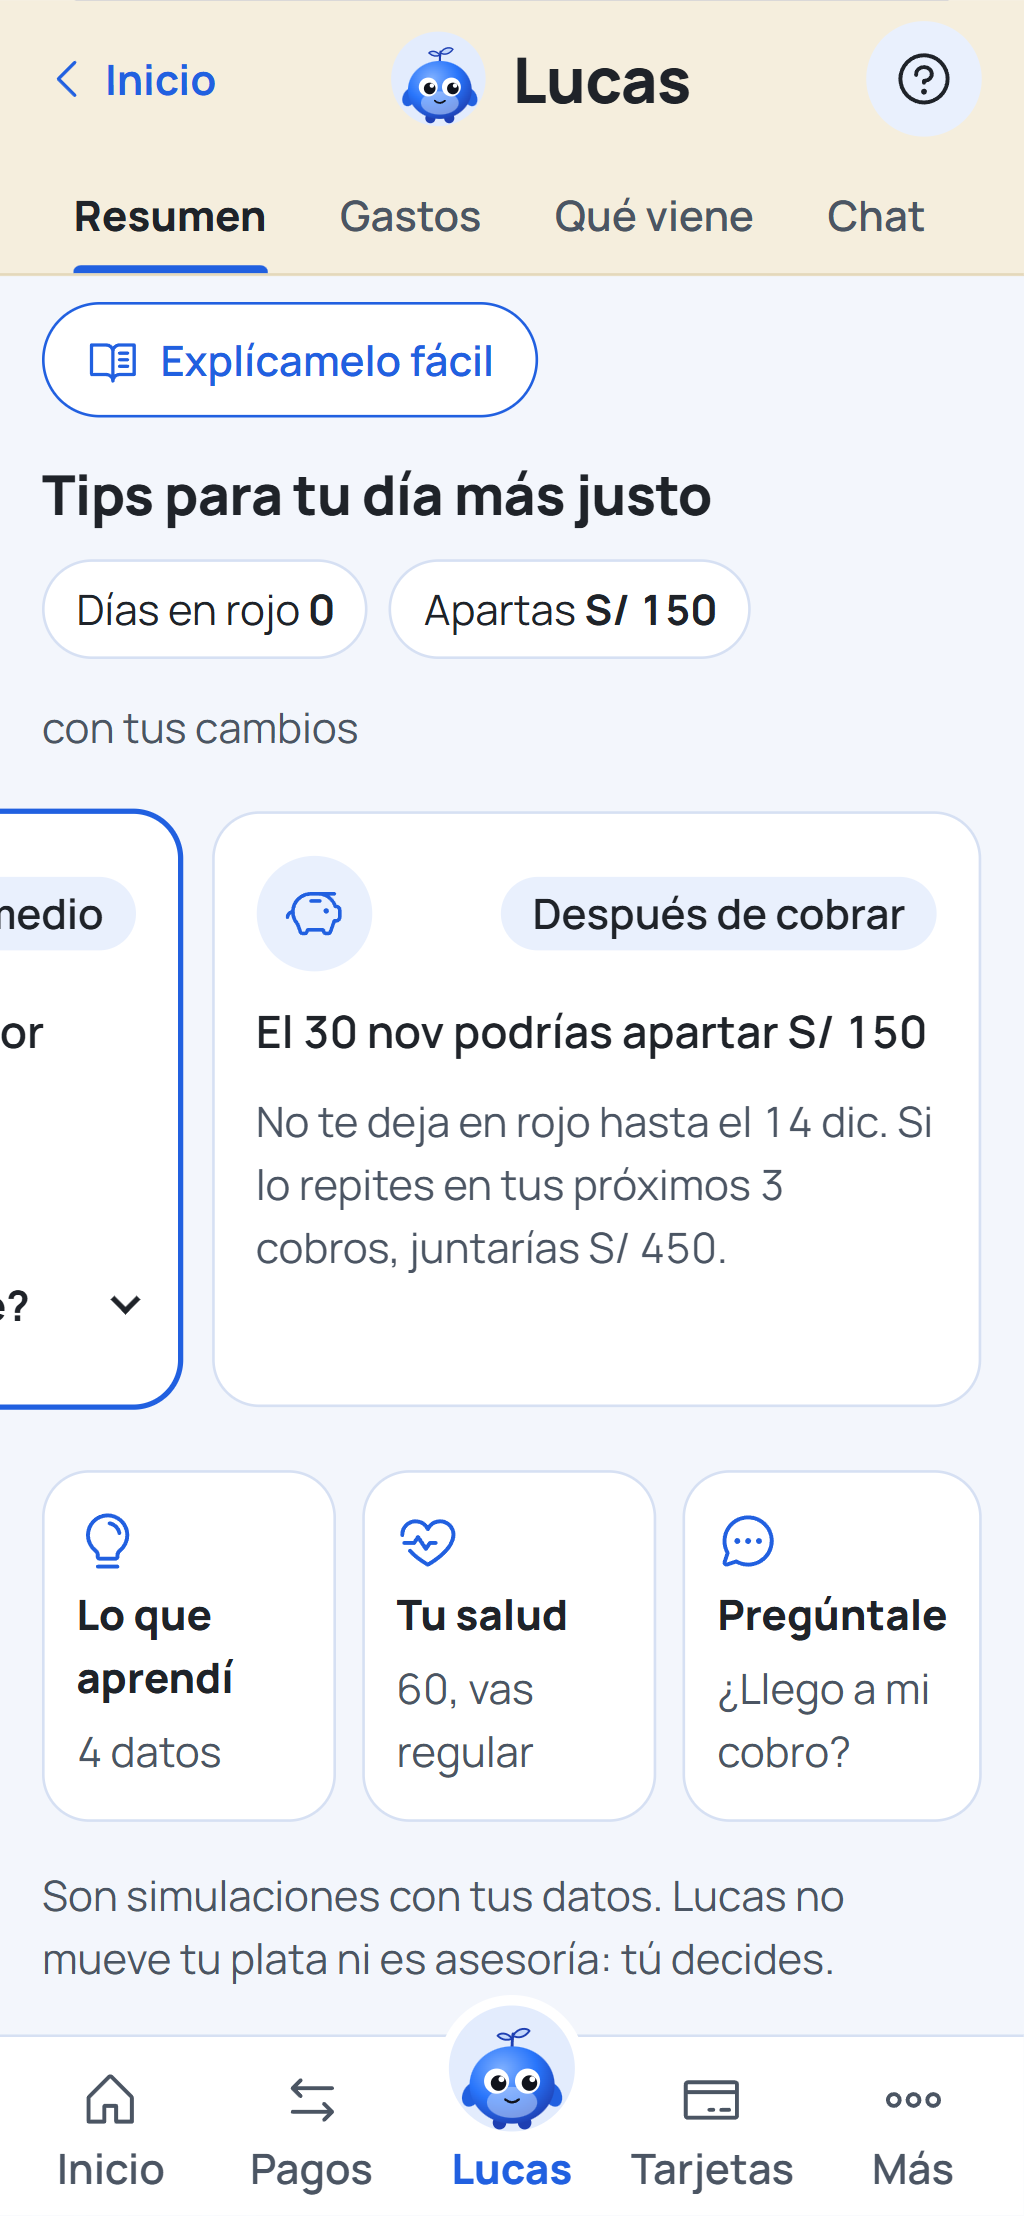 Inicio
Lucas
Resumen
Gastos
Qué viene
Chat
Explícamelo fácil
Tips para tu día más justo
Días en rojo 0
Apartas S/ 150
con tus cambios
medio
or
e?
Después de cobrar
El 30 nov podrías apartar S/ 150
No te deja en rojo hasta el 14 dic. Si
lo repites en tus próximos 3
cobros, juntarías S/ 450.
Lo que
aprendí
4 datos
Tu salud
60, vas
regular
Pregúntale
¿Llego a mi
cobro?
Son simulaciones con tus datos. Lucas no
mueve tu plata ni es asesoría: tú decides.
Inicio
Pagos
Lucas
Tarjetas
Más